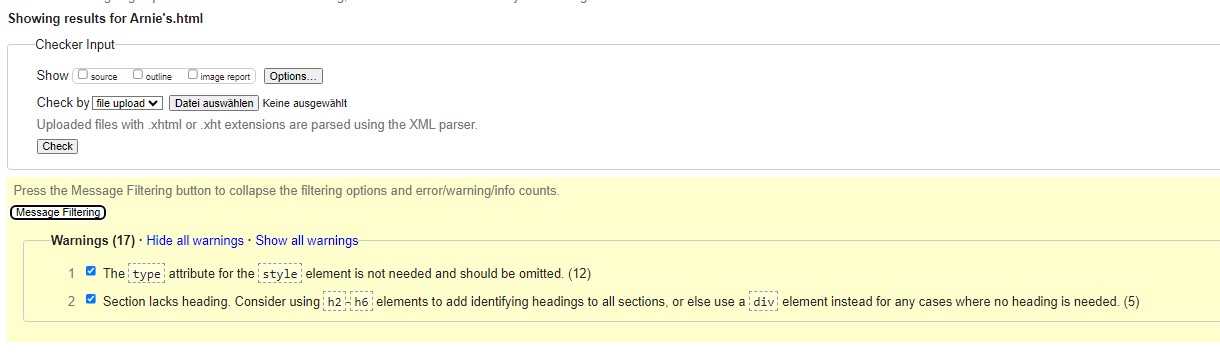 Showing results for Arnie's.html
Checker Input
Show source outline image report Options...
Check by file upload Datei auswählen Keine ausgewählt
Uploaded files with .xhtml or .xht extensions are parsed using the XML parser.
Check
Press the Message Filtering button to collapse the filtering options and error/warning/info counts.
Message Filtering
Warnings (17) · Hide all warnings · Show all warnings
1 The type attribute for the style element is not needed and should be omitted. (12)
2 Section lacks heading. Consider using h2-h6 elements to add identifying headings to all sections, or else use a div element instead for any cases where no heading is needed. (5)